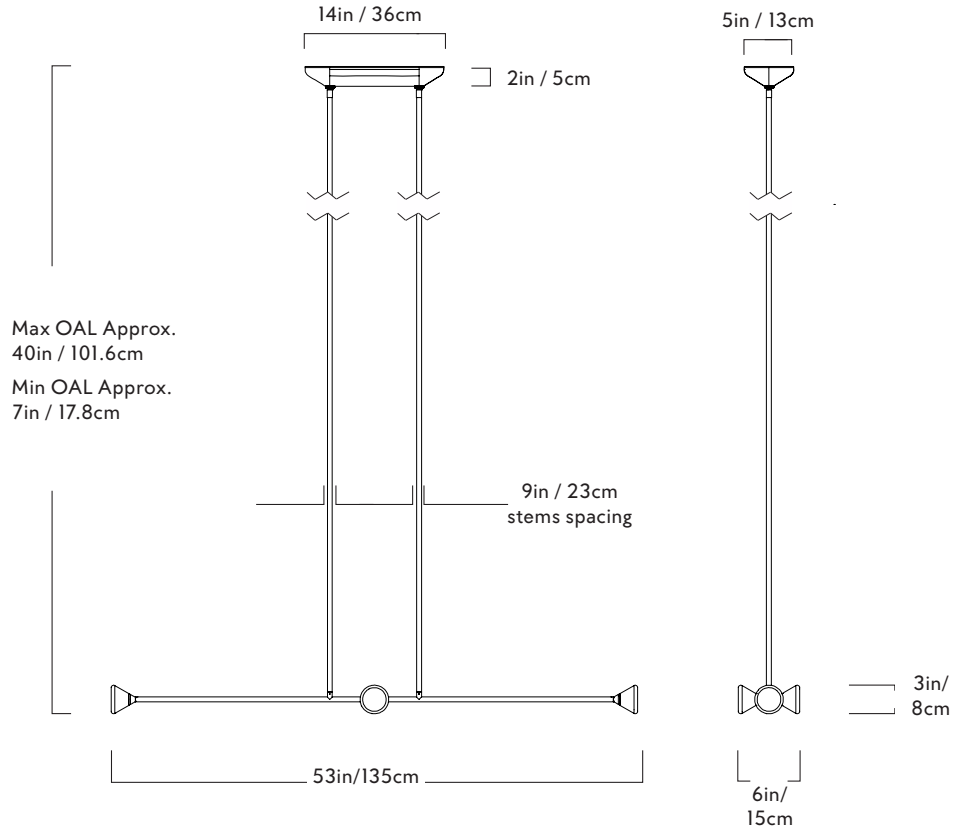 14in / 36cm
5in / 13cm
2in / 5cm
Max OAL Approx.
40in / 101.6cm
Min OAL Approx.
7in / 17.8cm
9in / 23cm
stems spacing
3in/
8cm
53in/135cm
6in/
15cm